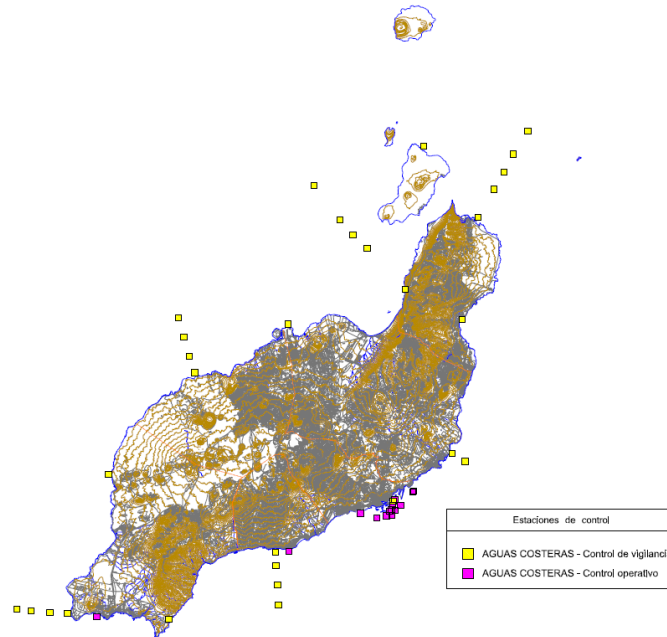 Estaciones de control
AGUAS COSTERAS - Control de vigilanci
AGUAS COSTERAS - Control operativo